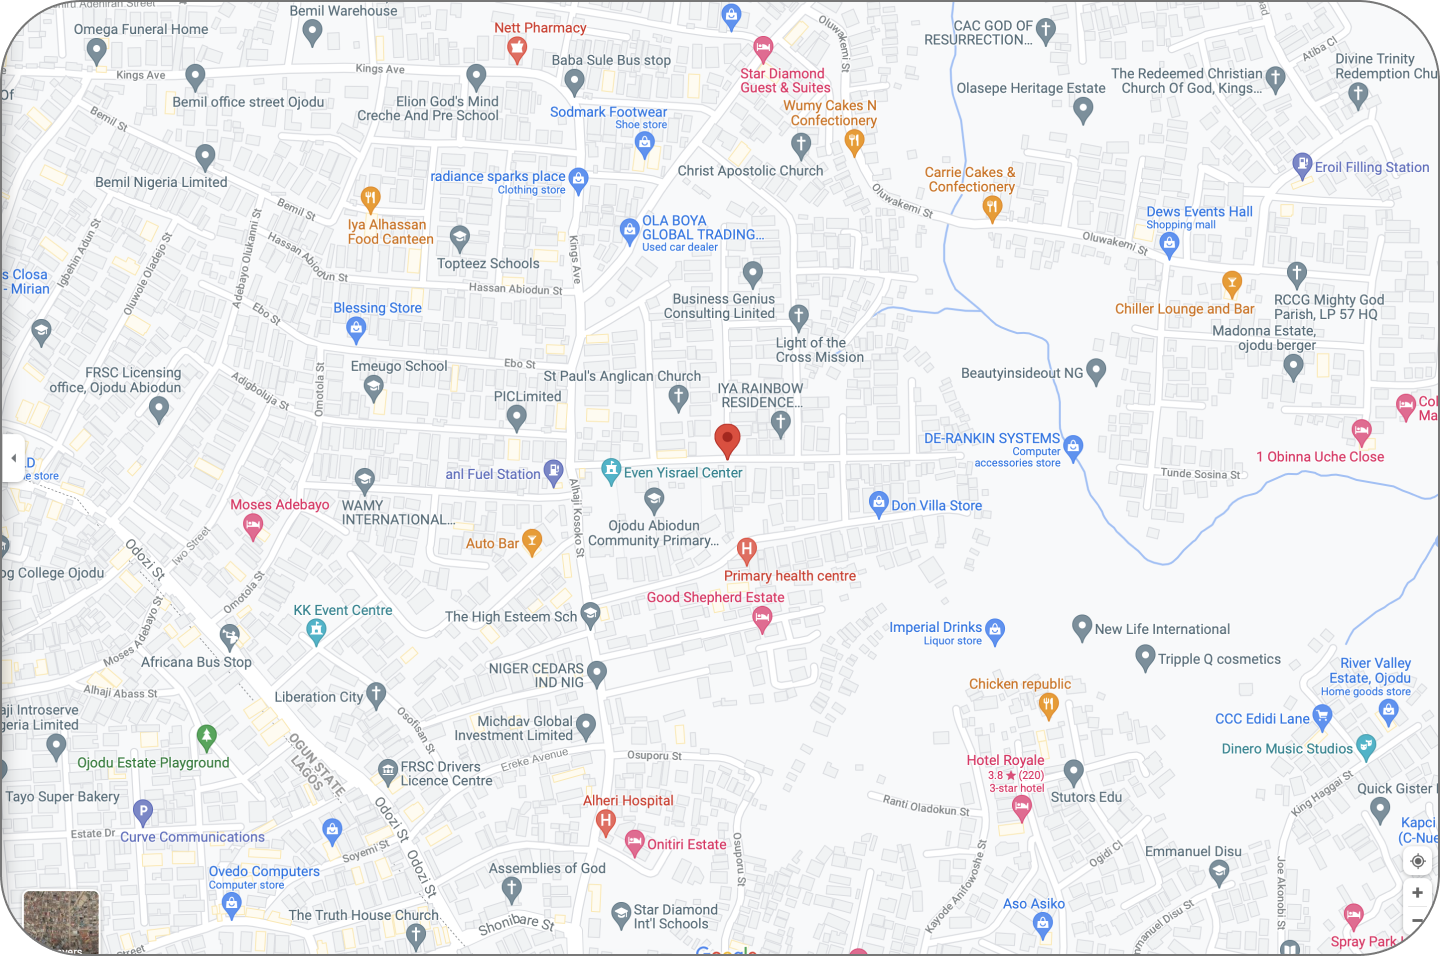 Bemil Warehouse
Omega Funeral Home
Nett Pharmacy
Kings Ave
Kings Ave
Baba Sule Bus stop
Star Diamond
Guest & Suites
Oluwakemi St
CAC GOD OF
RESURRECTION...
Atiba Cl
Divine Trinity
Redemption Chu
The Redeemed Christian
Church Of God, Kings...
Olasepe Heritage Estate
Of
Bemil office street Ojodu
Elion God's Mind
Creche And Pre School
Sodmark Footwear
Shoe store
Wumy Cakes N
Confectionery
Bemil St
Bemil Nigeria Limited
radiance sparks place
Clothing store
Christ Apostolic Church
Carrie Cakes &
Confectionery
Eroil Filling Station
Bemil St
Iya Alhassan
Food Canteen
OLA BOYA
GLOBAL TRADING...
Used car dealer
Oluwakemi St
Dews Events Hall
Shopping mall
Oluwakemi St
Igbehin Adun St
Oluwole Oladejo St
Adebayo Olukanni St
Hassan Abiodun St
Topteez Schools
Kings Ave
s Closa
- Mirian
Hassan Abiodun St
Blessing Store
Ebo St
Business Genius
Consulting Linited
Chiller Lounge and Bar
RCCG Mighty God
Parish, LP 57 HQ
Madonna Estate,
ojodu berger
Light of the
Cross Mission
Ebo St
FRSC Licensing
office, Ojodu Abiodun
Adigboluja St
Omotola St
Emeugo School
St Paul's Anglican Church
IYA RAINBOW
RESIDENCE...
Beautyinsideout NG
PICLimited
Col
Ma
DE-RANKIN SYSTEMS
Computer
accessories store
1 Obinna Uche Close
LD
e store
anl Fuel Station
Even Yisrael Center
Tunde Sosina St
Moses Adebayo
WAMY
INTERNATIONAL...
Alhaji Kosoko St
Ojodu Abiodun
Community Primary...
Don Villa Store
Odozi St
Iwo Street
Auto Bar
Primary health centre
og College Ojodu
Omotola St
Good Shepherd Estate
KK Event Centre
The High Esteem Sch
Imperial Drinks
Liquor store
New Life International
Moses Adebayo St
Africana Bus Stop
Tripple Q cosmetics
River Valley
Estate, Ojodu
Home goods store
NIGER CEDARS
IND NIG
Alhaji Abass St
Liberation City
Chicken republic
aji Introserve
geria Limited
Osofisan St
Michdav Global
Investment Limited
CCC Edidi Lane
Dinero Music Studios
Ojodu Estate Playground
OGUN STATE
LAGOS
FRSC Drivers
Licence Centre
Ereke Avenue
Osuporu St
Hotel Royale
3.8 ★ (220)
3-star hotel
Stutors Edu
King Haggai St
Quick Gister
Tayo Super Bakery
Alheri Hospital
Ranti Oladokun St
Kapci
(C-Nue
Estate Dr
Curve Communications
Odozi St
Onitiri Estate
Soyemi St
Odozi St
Osuporu St
Ogidi Cl
Emmanuel Disu
Ovedo Computers
Computer store
Assemblies of God
Kayode Anifowoshe St
Joe Akonobi St
Aso Asiko
The Truth House Church
Shonibare St
Star Diamond
Int'l Schools
Emmanuel Disu St
Spray Park
Street
Google